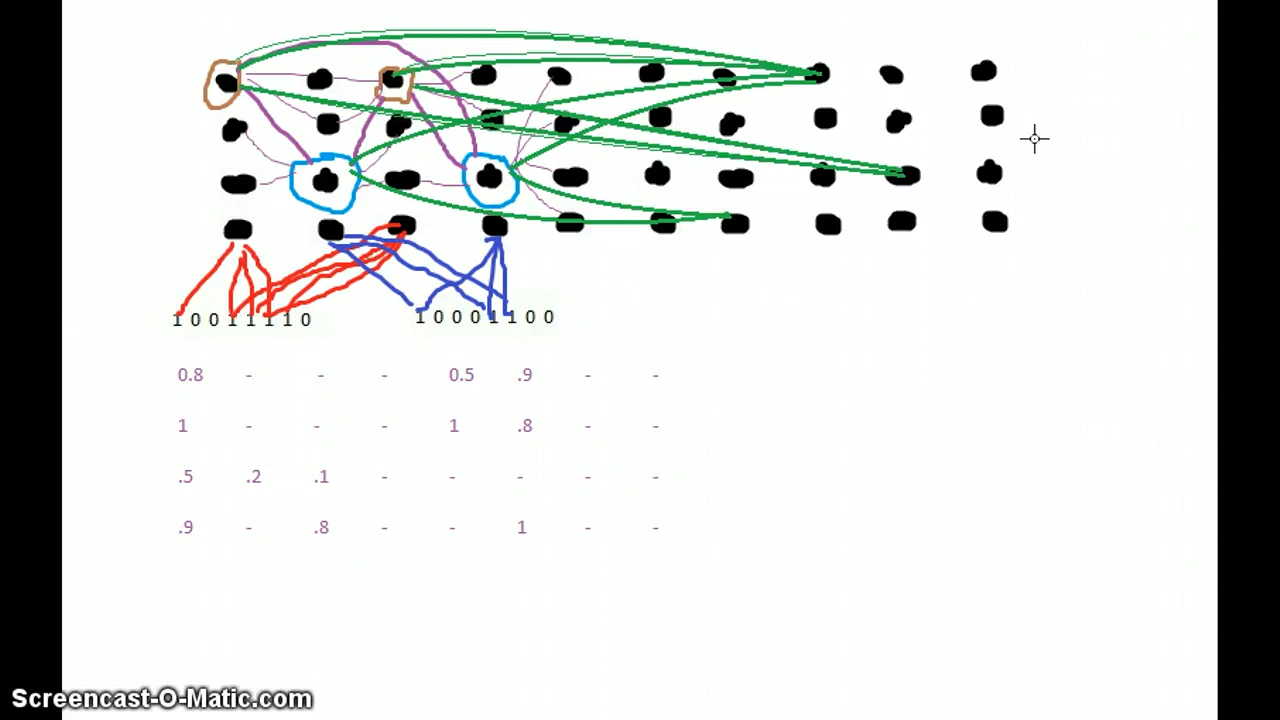 1 0 0 1 1 1 1 0 1 0 0 0 1 1 0 0
0.8 - - - 0.5 .9 - -
1 - - - 1 .8 - -
.5 .2 .1 - - - - -
.9 - .8 - - 1 - -
Screencast-O-Matic.com